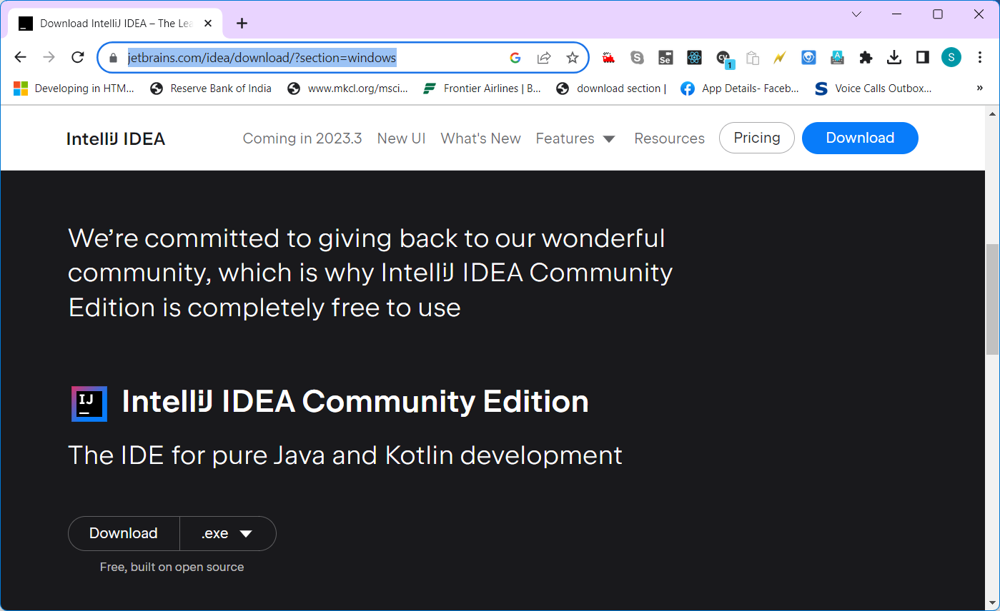 Download IntelliJ IDEA – The Lea
jetbrains.com/idea/download/?section=windows
Se
CV
1
A
S
Developing in HTM...
Reserve Bank of India
www.mkcl.org/msci...
Frontier Airlines | B...
download section |
App Details- Faceb...
Voice Calls Outbox...
»
IntelliJ IDEA
Coming in 2023.3
New UI
What's New
Features
Resources
Pricing
Download
We’re committed to giving back to our wonderful
community, which is why IntelliJ IDEA Community
Edition is completely free to use
IJ
IntelliJ IDEA Community Edition
The IDE for pure Java and Kotlin development
Download
.exe
Free, built on open source